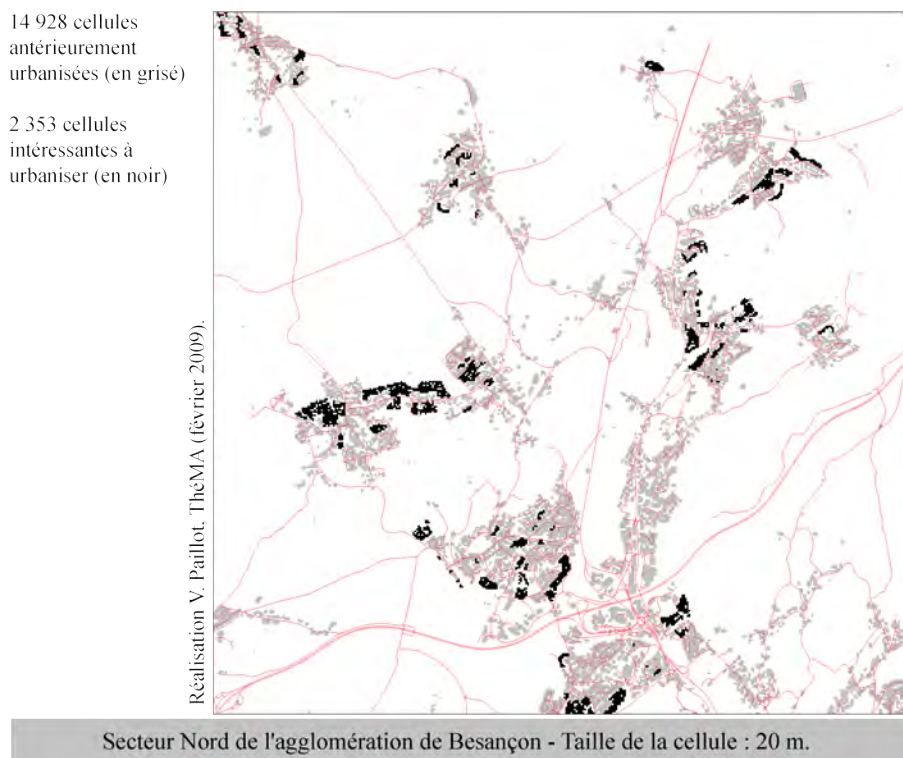 14 928 cellules
antérieurement
urbanisées (en grisé)
2 353 cellules
intéressantes à
urbaniser (en noir)
Réalisation V. Paillot. ThéMA (février 2009).
Secteur Nord de l'agglomération de Besançon - Taille de la cellule : 20 m.